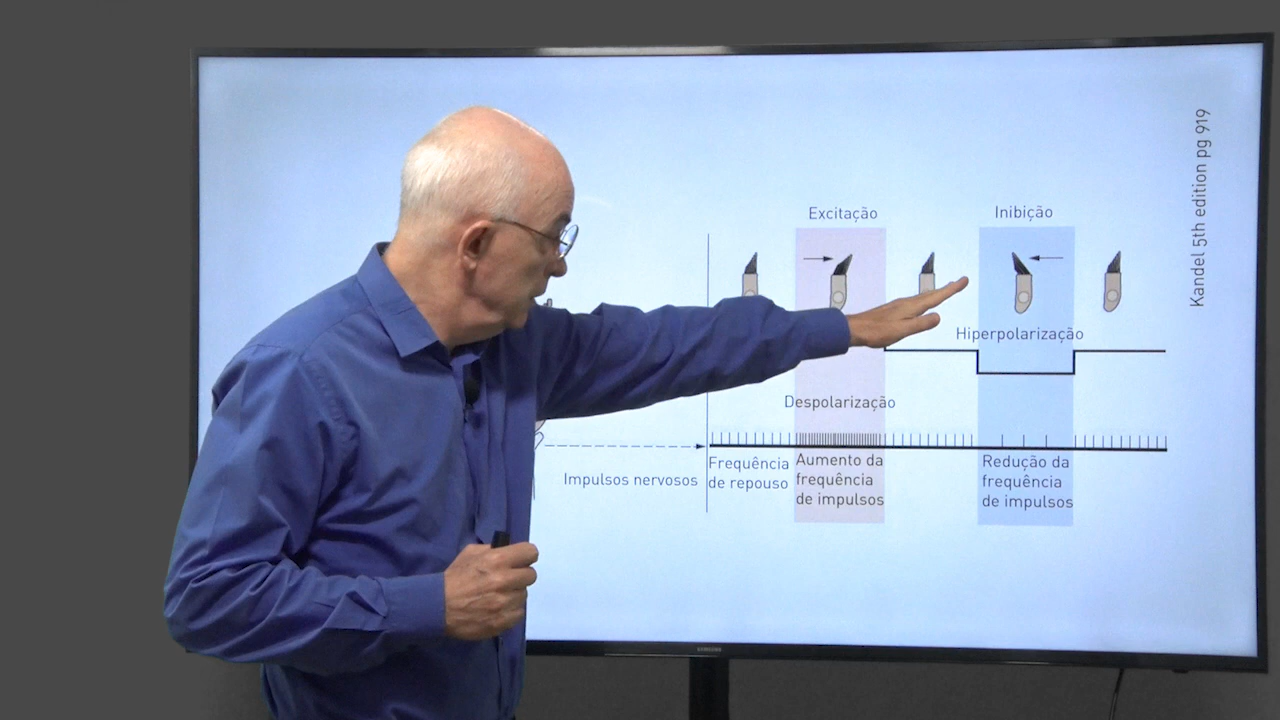 Kandel 5th edition pg 919
Excitação
Inibição
Hiperpolarização
Despolarização
Impulsos nervosos
Frequência
de repouso
Aumento da
frequência
de impulsos
Redução da
frequência
de impulsos
SAMSUNG